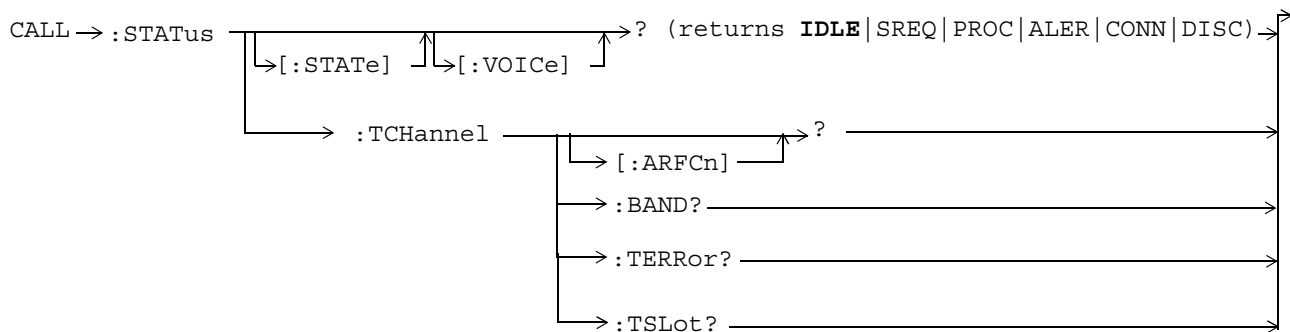 CALL :STATus ? (returns IDLE|SREQ|PROC|ALER|CONN|DISC)
[:STATe] [:VOICe]
:TCHannel ?
[:ARFCn]
:BAND?
:TERRor?
:TSLot?